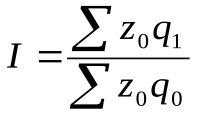 I = ∑ z₀q₁ / ∑ z₀q₀